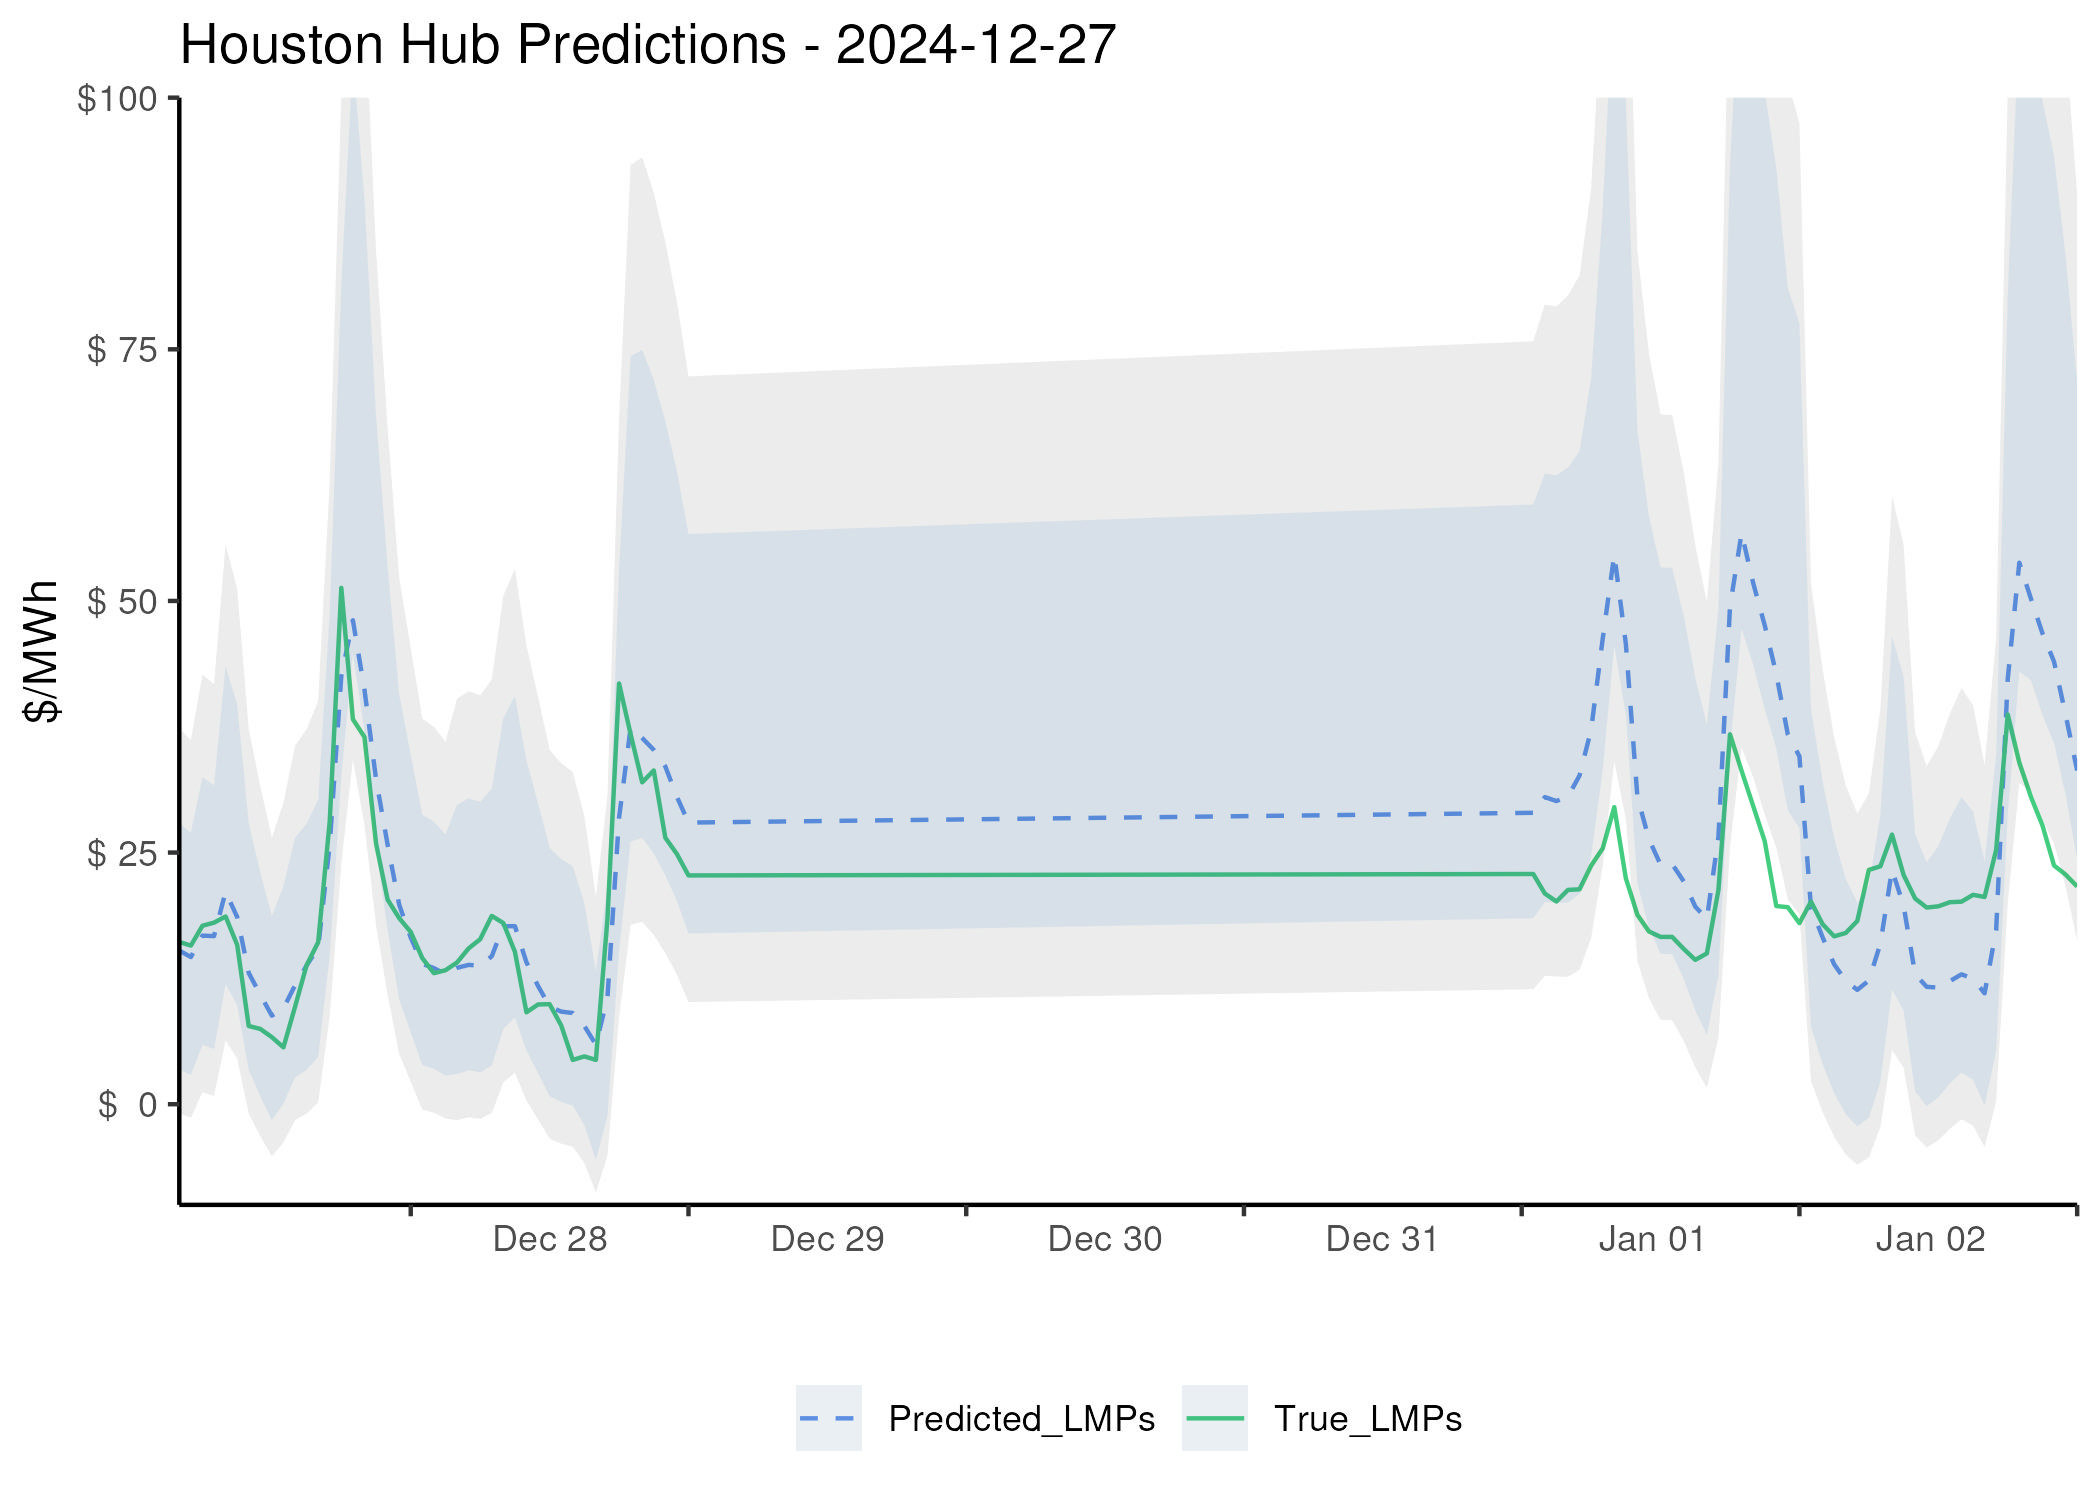 Houston Hub Predictions - 2024-12-27
$100
$ 75
$ 50
$ 25
$ 0
$/MWh
Dec 28 Dec 29 Dec 30 Dec 31 Jan 01 Jan 02
Predicted_LMPs True_LMPs